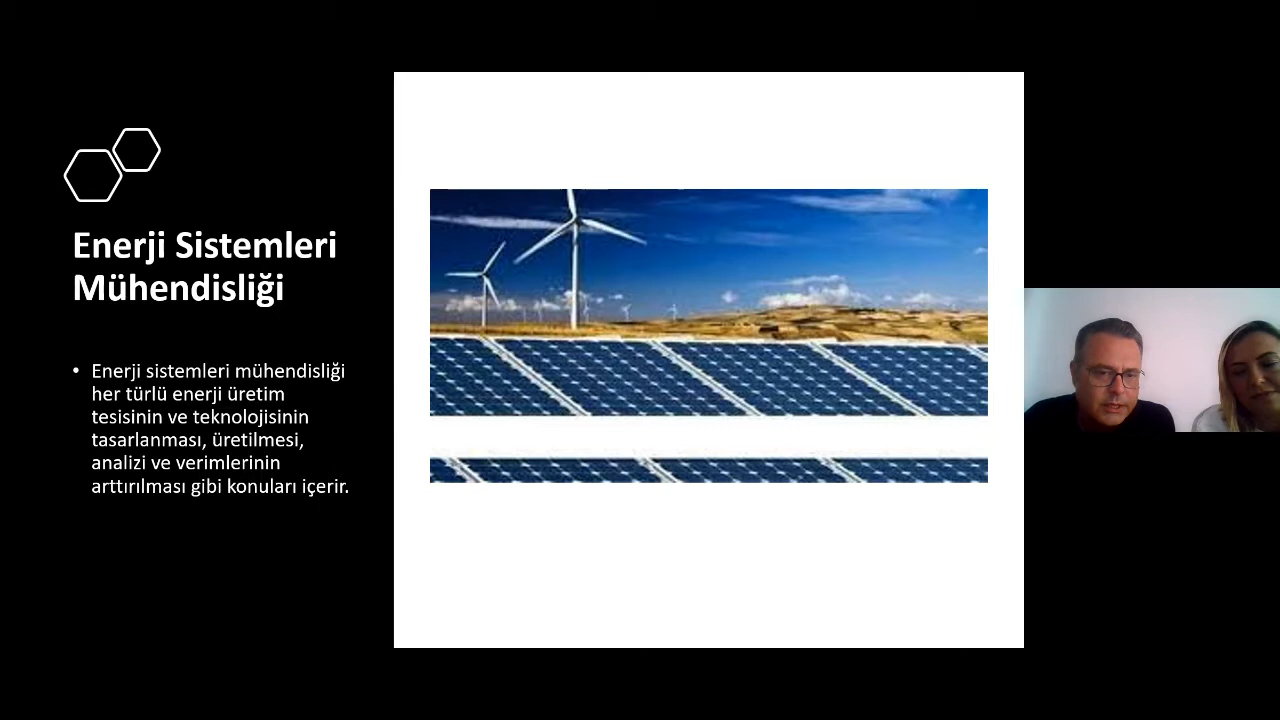 Enerji Sistemleri
Mühendisliği
• Enerji sistemleri mühendisliği
her türlü enerji üretim
tesisinin ve teknolojisinin
tasarlanması, üretilmesi,
analizi ve verimlerinin
arttırılması gibi konuları içerir.